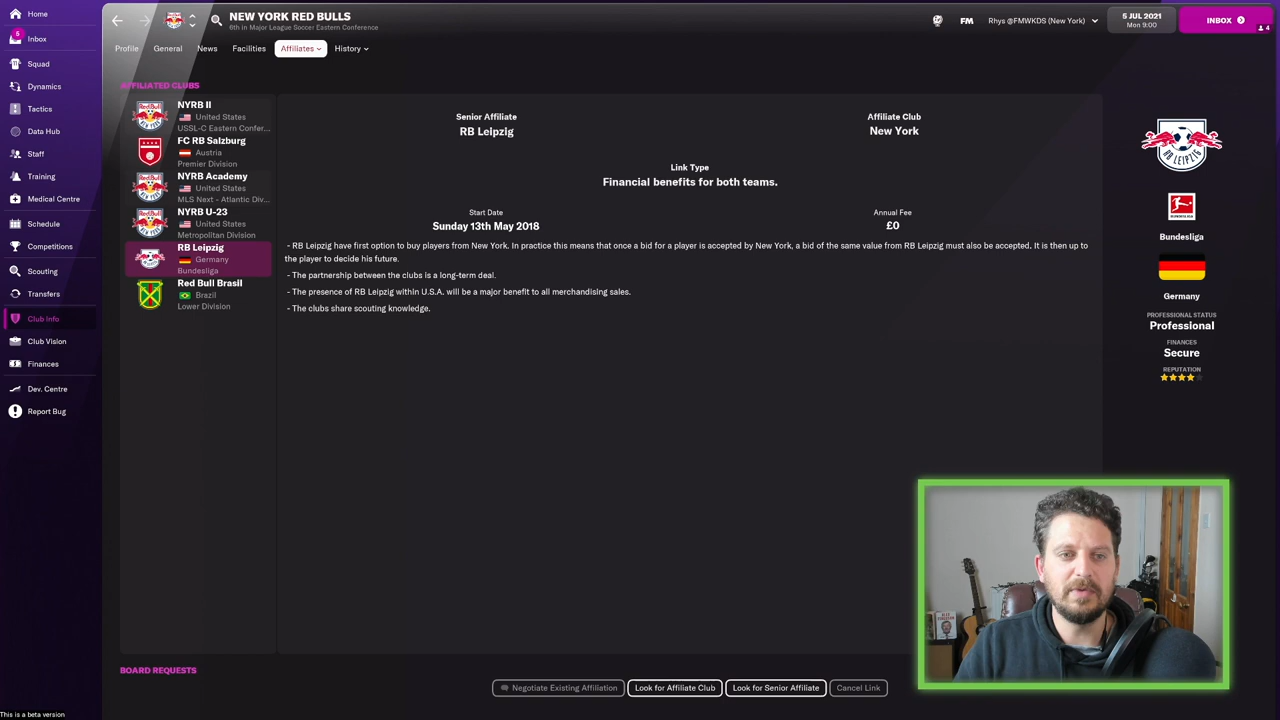 Home
NEW YORK RED BULLS
6th in Major League Soccer Eastern Conference
FM
Rhys @FMWKDS (New York)
5 JUL 2021
Mon 9:00
INBOX
4
5
Inbox
Squad
Dynamics
Tactics
Data Hub
Staff
Training
Medical Centre
Schedule
Competitions
Scouting
Transfers
Club Info
Club Vision
Finances
Dev. Centre
Report Bug
This is a beta version
Profile
General
News
Facilities
Affiliates
History
AFFILIATED CLUBS
NYRB II
United States
USSL-C Eastern Confer...
FC RB Salzburg
Austria
Premier Division
NYRB Academy
United States
MLS Next - Atlantic Div...
NYRB U-23
United States
Metropolitan Division
RB Leipzig
Germany
Bundesliga
Red Bull Brasil
Brazil
Lower Division
Senior Affiliate
RB Leipzig
Affiliate Club
New York
Link Type
Financial benefits for both teams.
Start Date
Sunday 13th May 2018
Annual Fee
£0
- RB Leipzig have first option to buy players from New York. In practice this means that once a bid for a player is accepted by New York, a bid of the same value from RB Leipzig must also be accepted. It is then up to
the player to decide his future.
- The partnership between the clubs is a long-term deal.
- The presence of RB Leipzig within U.S.A. will be a major benefit to all merchandising sales.
- The clubs share scouting knowledge.
RB LEIPZIG
Bundesliga
Germany
PROFESSIONAL STATUS
Professional
FINANCES
Secure
REPUTATION
BOARD REQUESTS
Negotiate Existing Affiliation
Look for Affiliate Club
Look for Senior Affiliate
Cancel Link